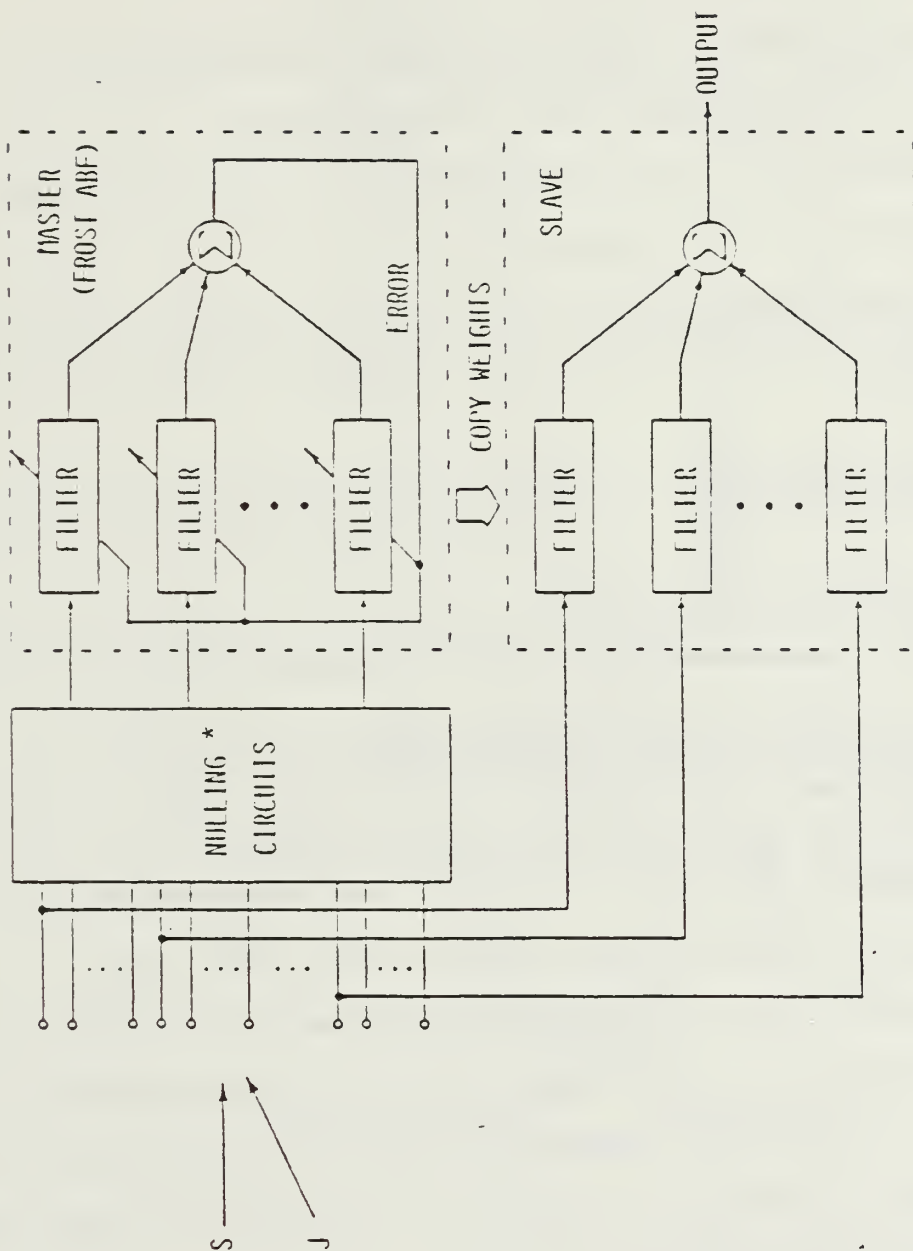 S
J
NULLING *
CIRCUITS
MASTER
(FROST ABF)
FILTER
FILTER
FILTER
Σ
ERROR
COPY WEIGHTS
SLAVE
FILTER
FILTER
FILTER
Σ
OUTPUT